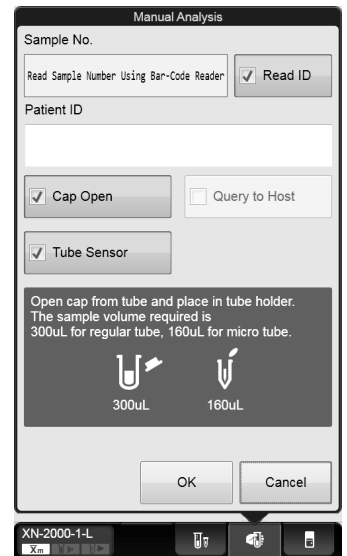 Manual Analysis
Sample No.
Read Sample Number Using Bar-Code Reader
Read ID
Patient ID
Cap Open
Query to Host
Tube Sensor
Open cap from tube and place in tube holder.
The sample volume required is
300uL for regular tube, 160uL for micro tube.
300uL
160uL
OK
Cancel
XN-2000-1-L
Xm